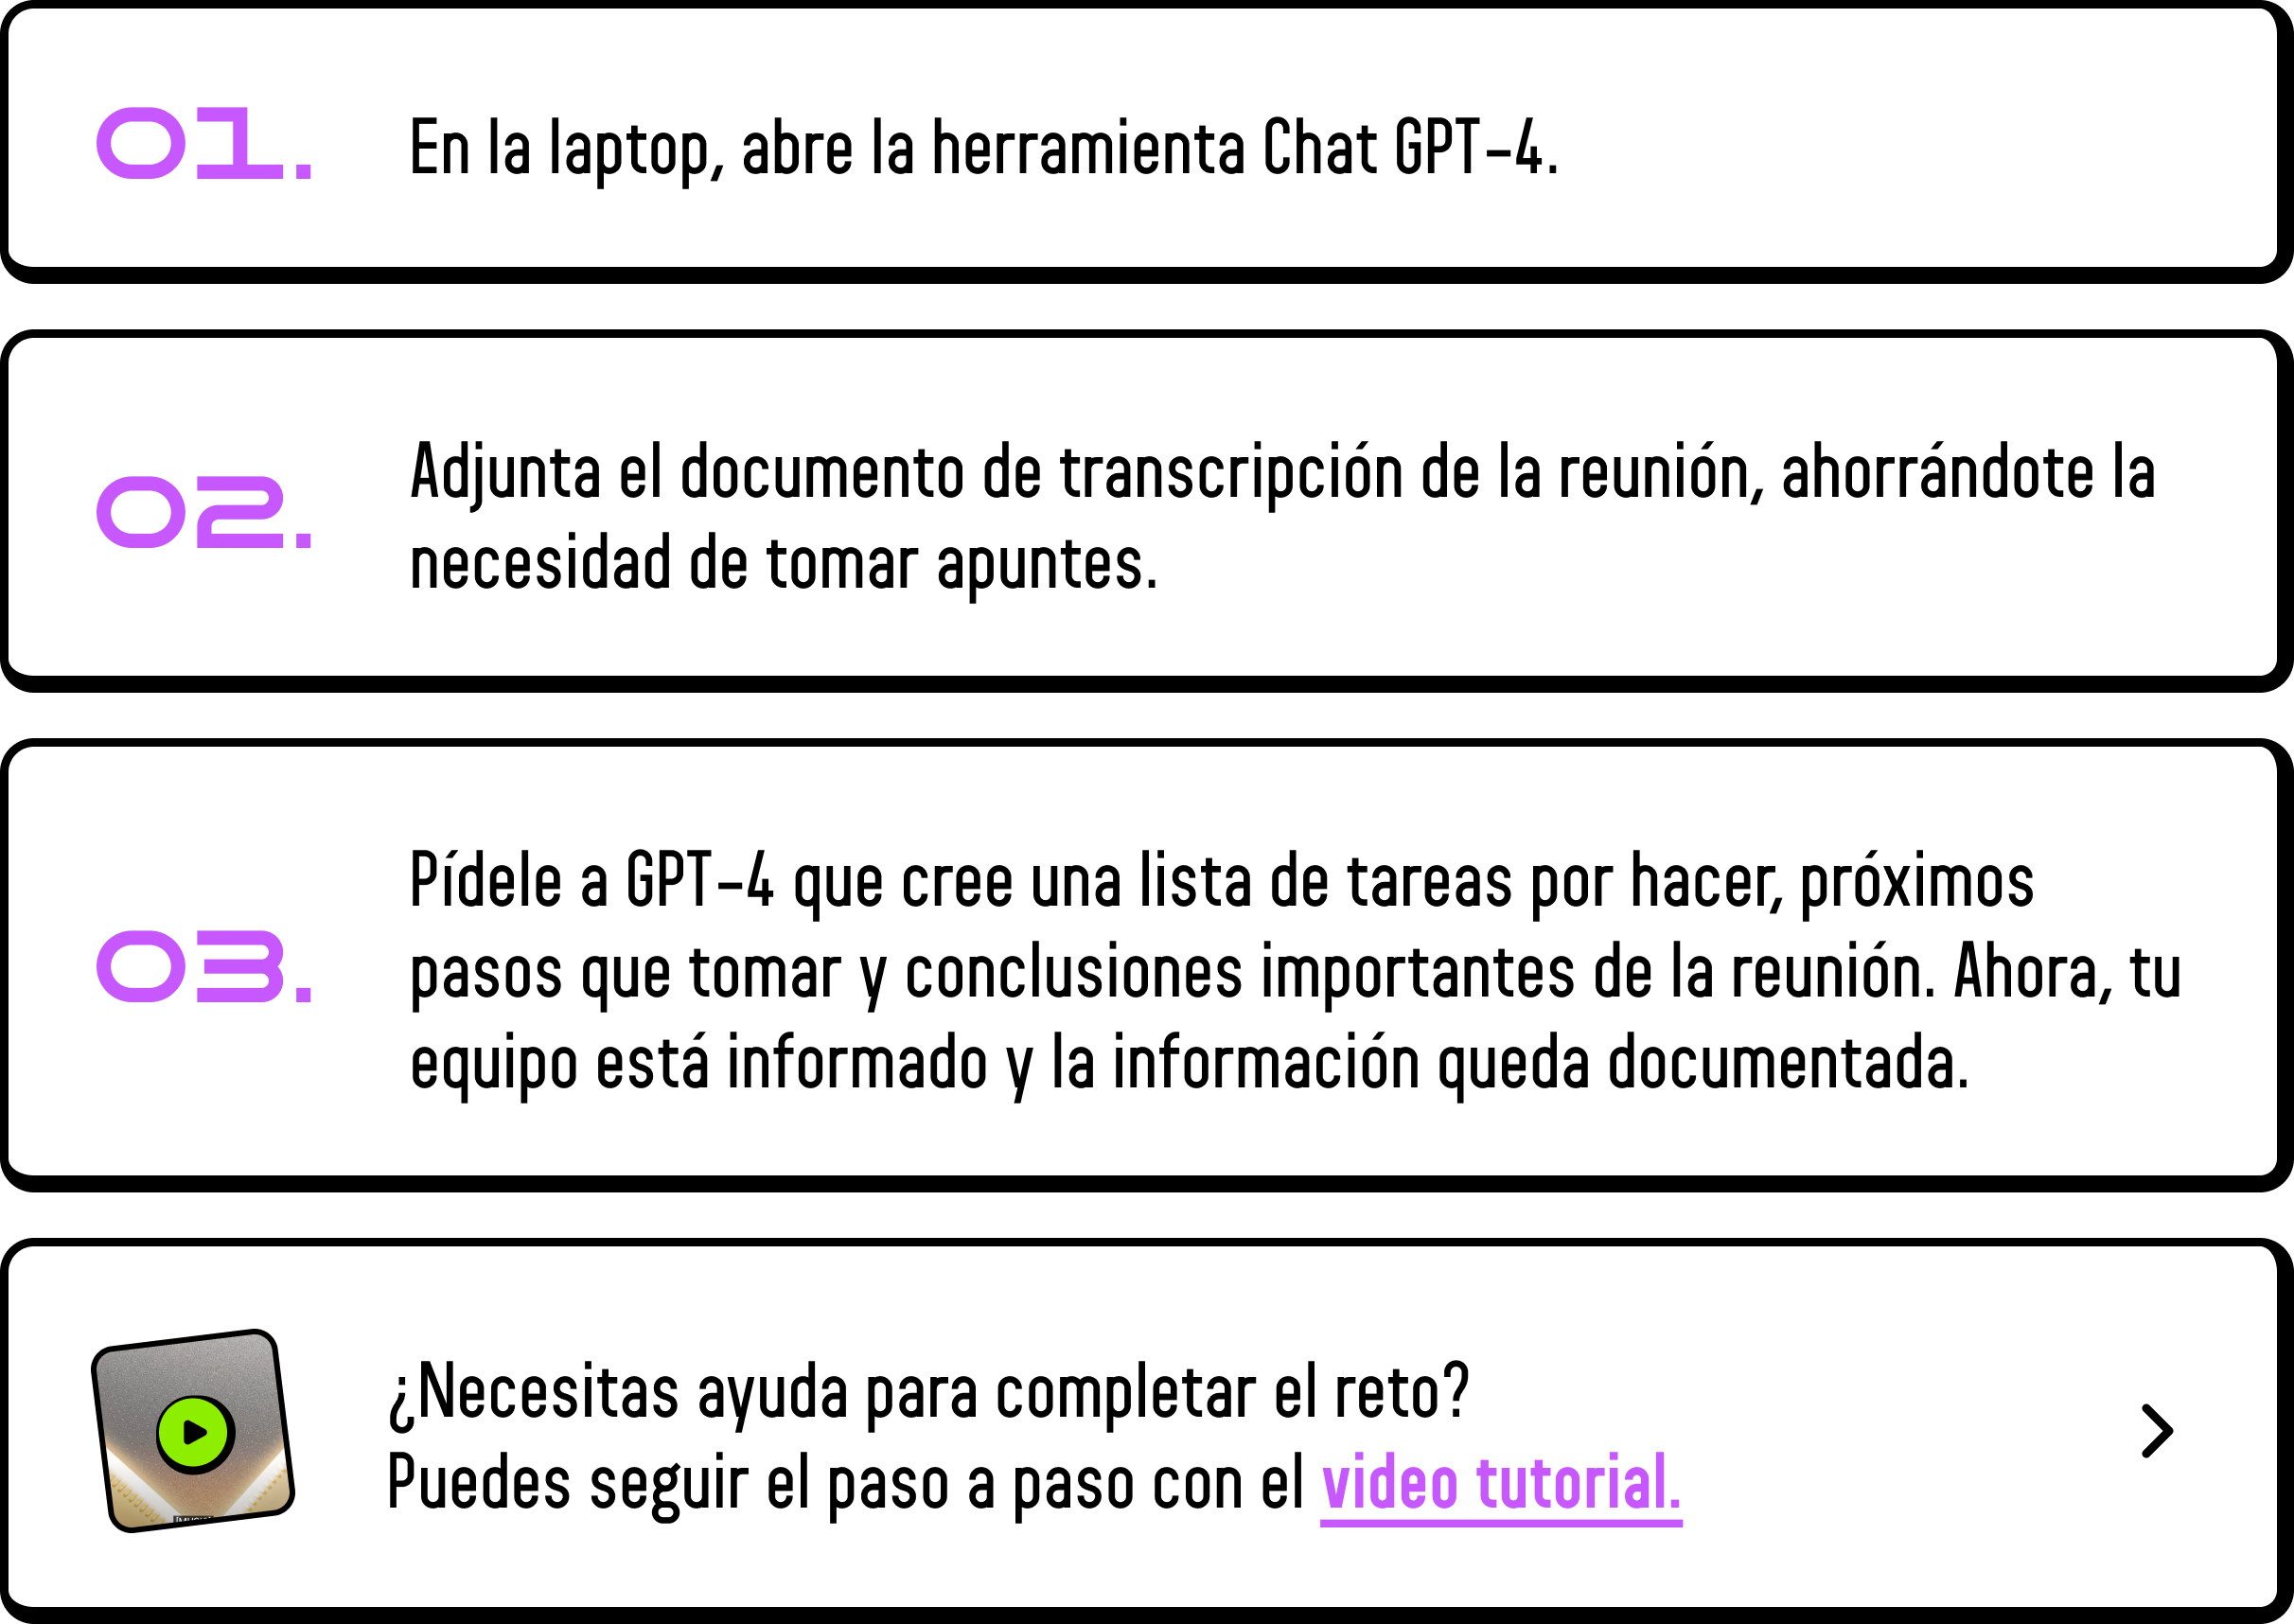 01.
En la laptop, abre la herramienta Chat GPT-4.
02.
Adjunta el documento de transcripción de la reunión, ahorrándote la
necesidad de tomar apuntes.
03.
Pídele a GPT-4 que cree una lista de tareas por hacer, próximos
pasos que tomar y conclusiones importantes de la reunión. Ahora, tu
equipo está informado y la información queda documentada.
¿Necesitas ayuda para completar el reto?
Puedes seguir el paso a paso con el video tutorial.